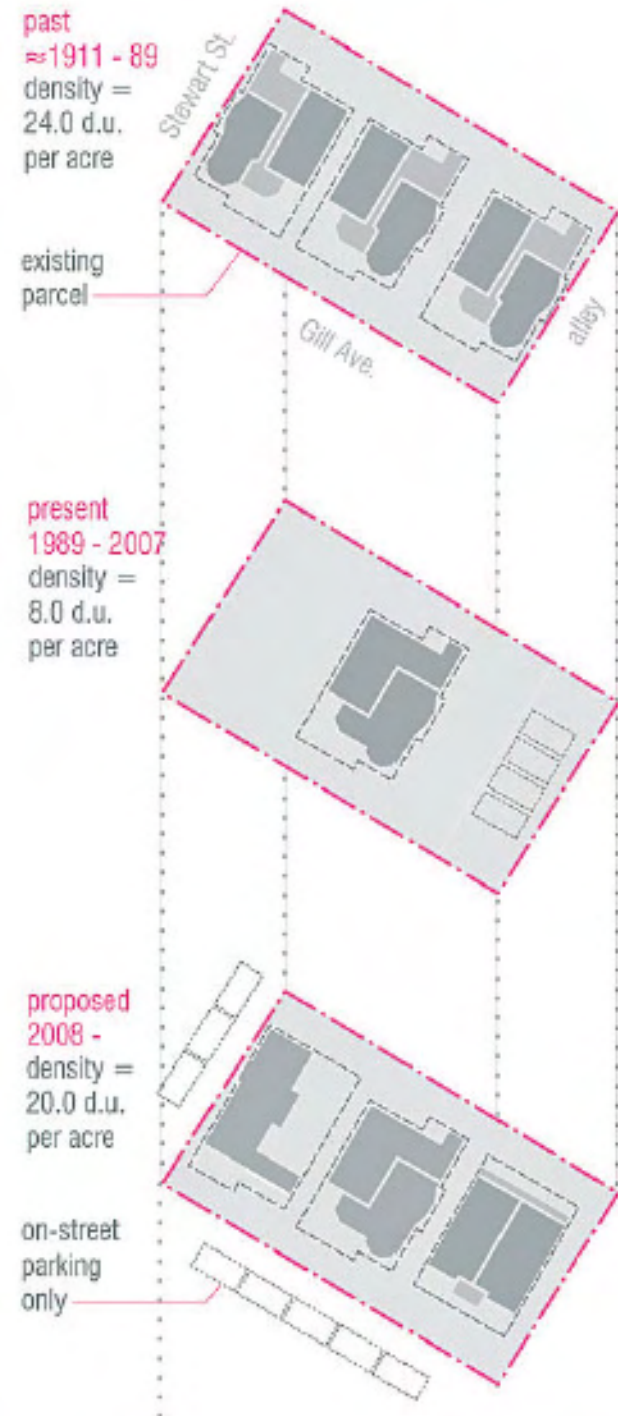 past
≈1911 - 89
density =
24.0 d.u.
per acre
Stewart St.
existing
parcel
Gill Ave.
alley
present
1989 - 2007
density =
8.0 d.u.
per acre
proposed
2008 -
density =
20.0 d.u.
per acre
on-street
parking
only